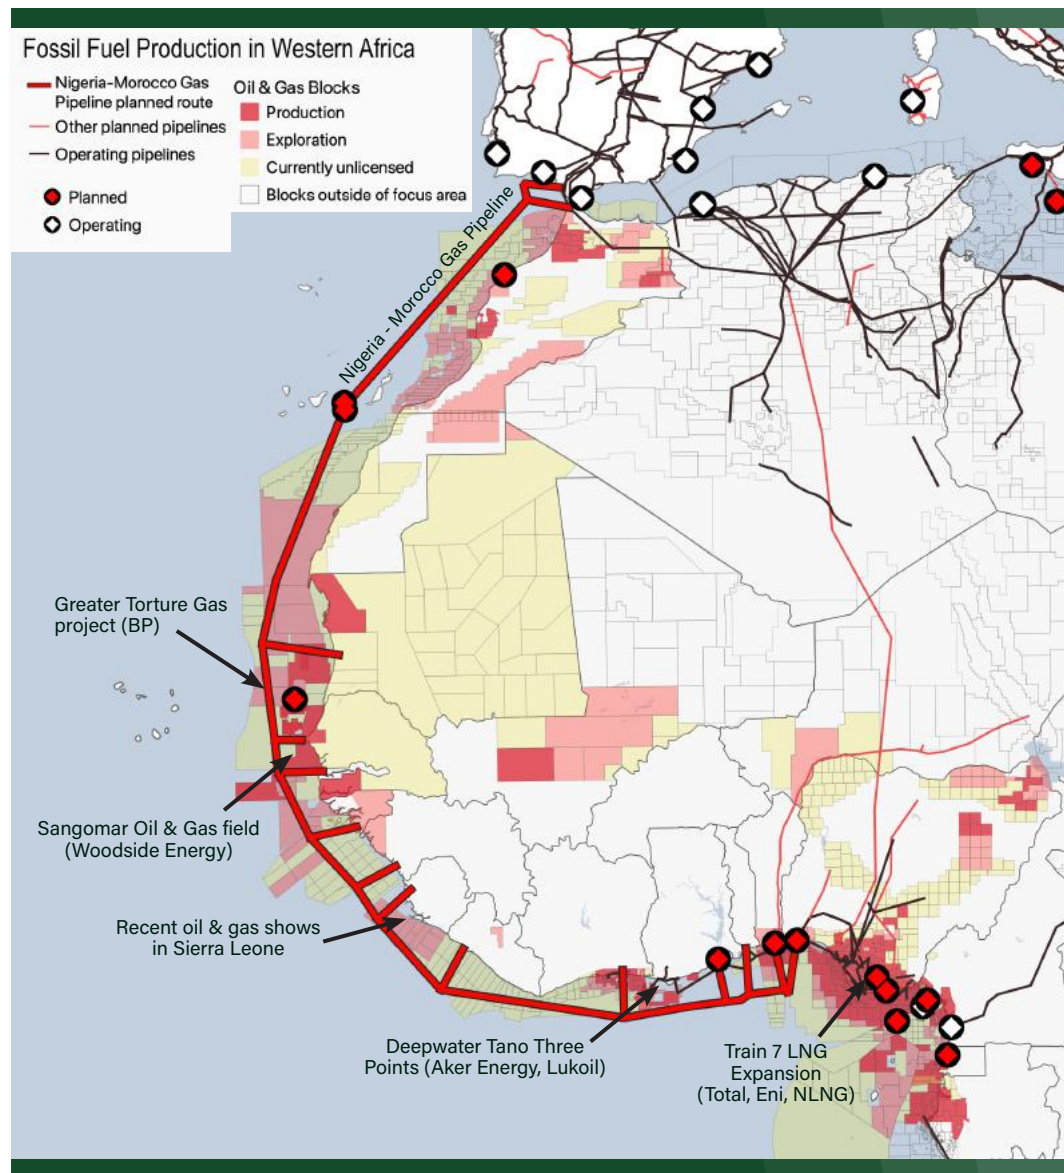 Fossil Fuel Production in Western Africa
Nigeria-Morocco Gas
Pipeline planned route
Other planned pipelines
Operating pipelines
Planned
Operating
Oil & Gas Blocks
Production
Exploration
Currently unlicensed
Blocks outside of focus area
Nigeria - Morocco Gas Pipeline
Greater Torture Gas
project (BP)
Sangomar Oil & Gas field
(Woodside Energy)
Recent oil & gas shows
in Sierra Leone
Deepwater Tano Three
Points (Aker Energy, Lukoil)
Train 7 LNG
Expansion
(Total, Eni, NLNG)